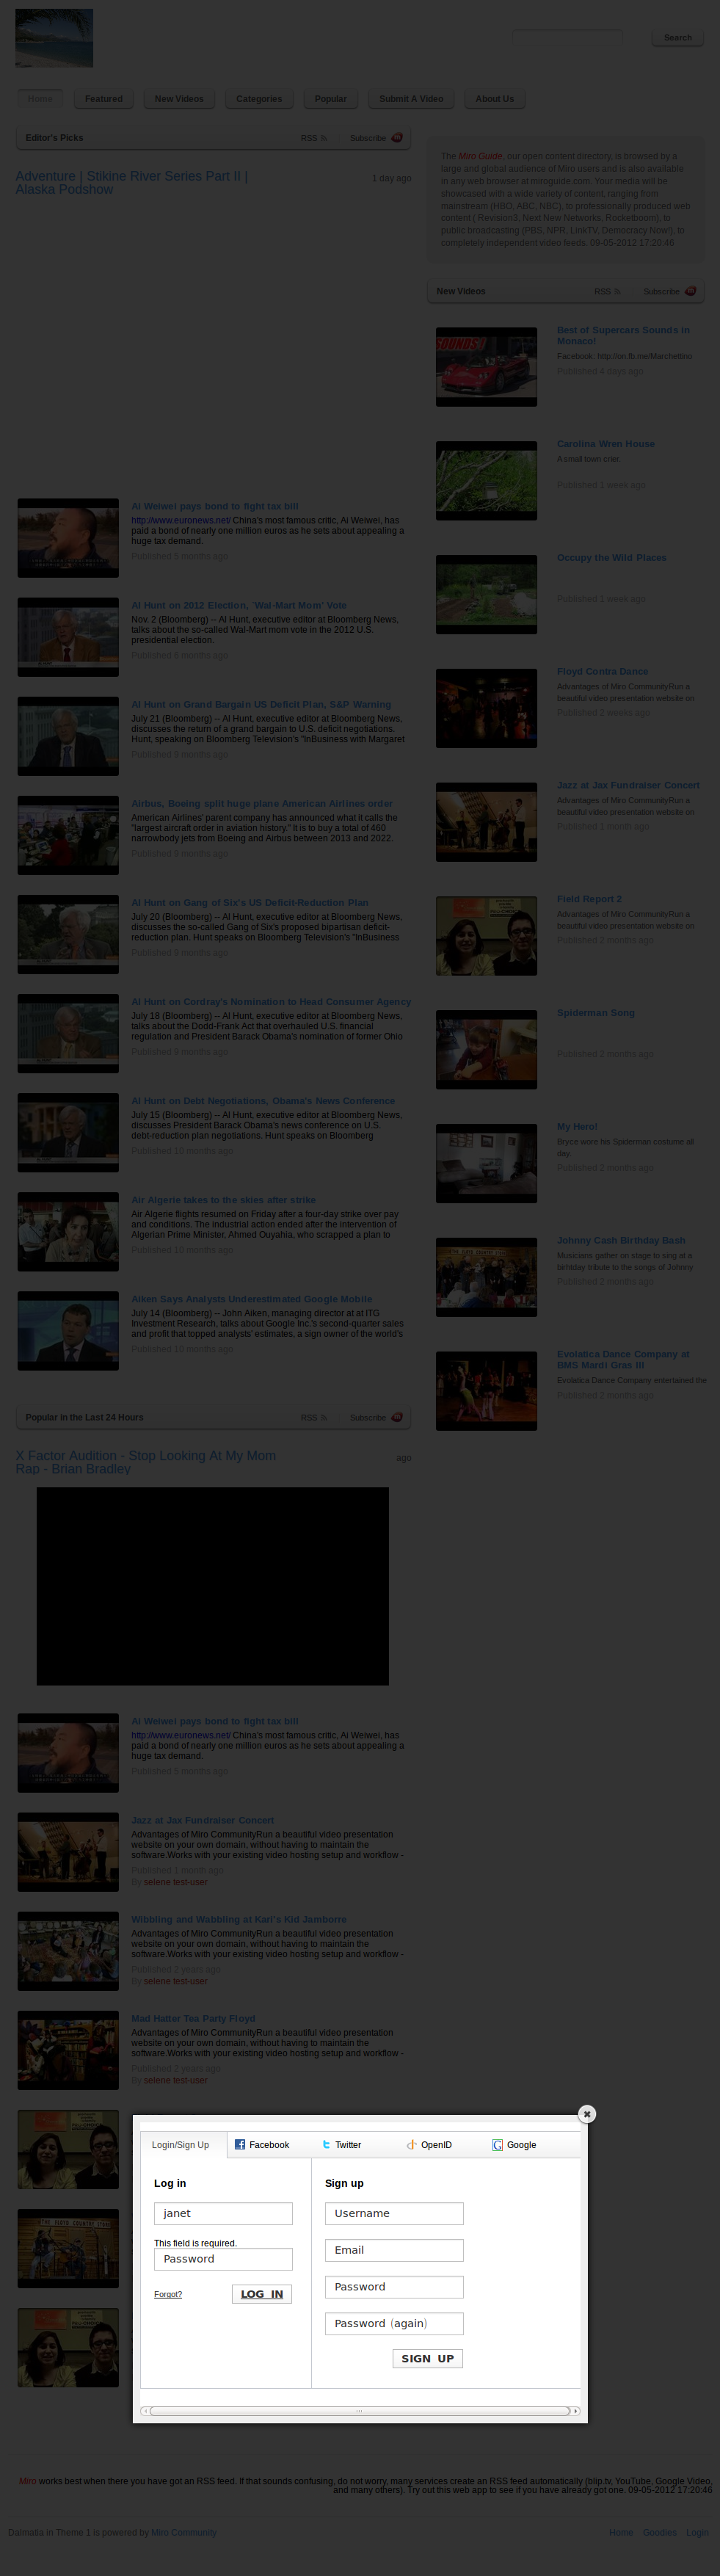 Search
Home
Featured
New Videos
Categories
Popular
Submit A Video
About Us
Editor's Picks
RSS
Subscribe
Adventure | Stikine River Series Part II |
Alaska Podshow
1 day ago
The Miro Guide, our open content directory, is browsed by a
large and global audience of Miro users and is also available
in any web browser at miroguide.com. Your media will be
showcased with a wide variety of content, ranging from
mainstream (HBO, ABC, NBC), to professionally produced web
content ( Revision3, Next New Networks, Rocketboom), to
public broadcasting (PBS, NPR, LinkTV, Democracy Now!), to
completely independent video feeds. 09-05-2012 17:20:46
New Videos
RSS
Subscribe
Best of Supercars Sounds in
Monaco!
Facebook: http://on.fb.me/Marchettino
Published 4 days ago
Carolina Wren House
A small town crier.
Published 1 week ago
Occupy the Wild Places
Published 1 week ago
Floyd Contra Dance
Advantages of Miro CommunityRun a
beautiful video presentation website on
Published 2 weeks ago
Jazz at Jax Fundraiser Concert
Advantages of Miro CommunityRun a
beautiful video presentation website on
Published 1 month ago
Field Report 2
Advantages of Miro CommunityRun a
beautiful video presentation website on
Published 2 months ago
Spiderman Song
Published 2 months ago
My Hero!
Bryce wore his Spiderman costume all
day.
Published 2 months ago
Johnny Cash Birthday Bash
Musicians gather on stage to sing at a
birthday tribute to the songs of Johnny
Published 2 months ago
Evolatica Dance Company at
BMS Mardi Gras III
Evolatica Dance Company entertained the
Published 2 months ago
Ai Weiwei pays bond to fight tax bill
http://www.euronews.net/ China's most famous critic, Ai Weiwei, has
paid a bond of nearly one million euros as he sets about appealing a
huge tax demand.
Published 5 months ago
Al Hunt on 2012 Election, `Wal-Mart Mom' Vote
Nov. 2 (Bloomberg) -- Al Hunt, executive editor at Bloomberg News,
talks about the so-called Wal-Mart mom vote in the 2012 U.S.
presidential election.
Published 6 months ago
Al Hunt on Grand Bargain US Deficit Plan, S&P Warning
July 21 (Bloomberg) -- Al Hunt, executive editor at Bloomberg News,
discusses the return of a grand bargain to U.S. deficit negotiations.
Hunt, speaking on Bloomberg Television's "InBusiness with Margaret
Published 9 months ago
Airbus, Boeing split huge plane American Airlines order
American Airlines' parent company has announced what it calls the
"largest aircraft order in aviation history." It is to buy a total of 460
narrowbody jets from Boeing and Airbus between 2013 and 2022.
Published 9 months ago
Al Hunt on Gang of Six's US Deficit-Reduction Plan
July 20 (Bloomberg) -- Al Hunt, executive editor at Bloomberg News,
discusses the so-called Gang of Six's proposed bipartisan deficit-
reduction plan. Hunt speaks on Bloomberg Television's "InBusiness
Published 9 months ago
Al Hunt on Cordray's Nomination to Head Consumer Agency
July 18 (Bloomberg) -- Al Hunt, executive editor at Bloomberg News,
talks about the Dodd-Frank Act that overhauled U.S. financial
regulation and President Barack Obama's nomination of former Ohio
Published 9 months ago
Al Hunt on Debt Negotiations, Obama's News Conference
July 15 (Bloomberg) -- Al Hunt, executive editor at Bloomberg News,
discusses President Barack Obama's news conference on U.S.
debt-reduction plan negotiations. Hunt speaks on Bloomberg
Published 10 months ago
Air Algerie takes to the skies after strike
Air Algerie flights resumed on Friday after a four-day strike over pay
and conditions. The industrial action ended after the intervention of
Algerian Prime Minister, Ahmed Ouyahia, who scrapped a plan to
Published 10 months ago
Aiken Says Analysts Underestimated Google Mobile
July 14 (Bloomberg) -- John Aiken, managing director at at ITG
Investment Research, talks about Google Inc.'s second-quarter sales
and profit that topped analysts' estimates, a sign owner of the world's
Published 10 months ago
Popular in the Last 24 Hours
RSS
Subscribe
X Factor Audition - Stop Looking At My Mom
Rap - Brian Bradley
ago
Ai Weiwei pays bond to fight tax bill
http://www.euronews.net/ China's most famous critic, Ai Weiwei, has
paid a bond of nearly one million euros as he sets about appealing a
huge tax demand.
Published 5 months ago
Jazz at Jax Fundraiser Concert
Advantages of Miro CommunityRun a beautiful video presentation
website on your own domain, without having to maintain the
software.Works with your existing video hosting setup and workflow -
Published 1 month ago
By selene test-user
Wibbling and Wabbling at Kari's Kid Jamboree
Advantages of Miro CommunityRun a beautiful video presentation
website on your own domain, without having to maintain the
software.Works with your existing video hosting setup and workflow -
Published 2 years ago
By selene test-user
Mad Hatter Tea Party Floyd
Advantages of Miro CommunityRun a beautiful video presentation
website on your own domain, without having to maintain the
software.Works with your existing video hosting setup and workflow -
Published 2 years ago
By selene test-user
Login/Sign Up
Facebook
Twitter
OpenID
Google
Log in
janet
This field is required.
Password
Forgot?
LOG IN
Sign up
Username
Email
Password
Password (again)
SIGN UP
Miro works best when there you have got an RSS feed. If that sounds confusing, do not worry, many services create an RSS feed automatically (blip.tv, YouTube, Google Video,
and many others). Try out this web app to see if you have already got one. 09-05-2012 17:20:46
Dalmatia in Theme 1 is powered by Miro Community
Home
Goodies
Login